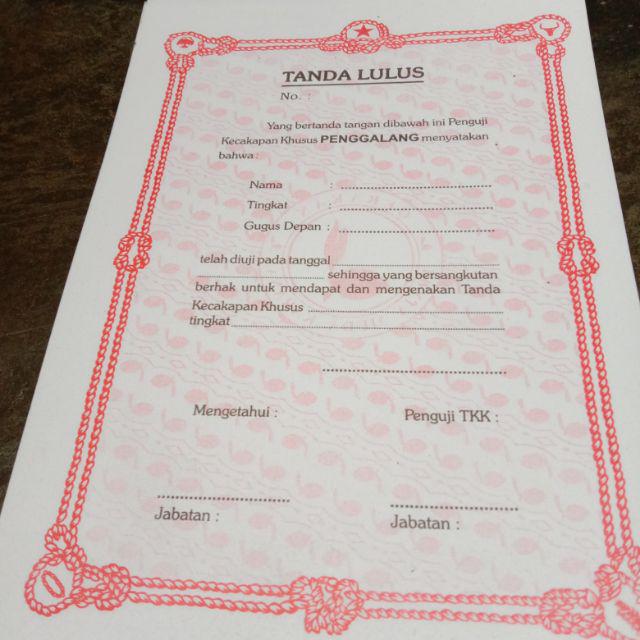 TANDA LULUS
No. :
Yang bertanda tangan dibawah ini Penguji
Kecakapan Khusus PENGGALANG menyatakan
bahwa :
Nama : ..............................
Tingkat : ..............................
Gugus Depan : ..............................
telah diuji pada tanggal ..............................
.............................. sehingga yang bersangkutan
berhak untuk mendapat dan mengenakan Tanda
Kecakapan Khusus ..............................
tingkat ..............................
..............................
Mengetahui : Penguji TKK :
.............................. ..............................
Jabatan : Jabatan :